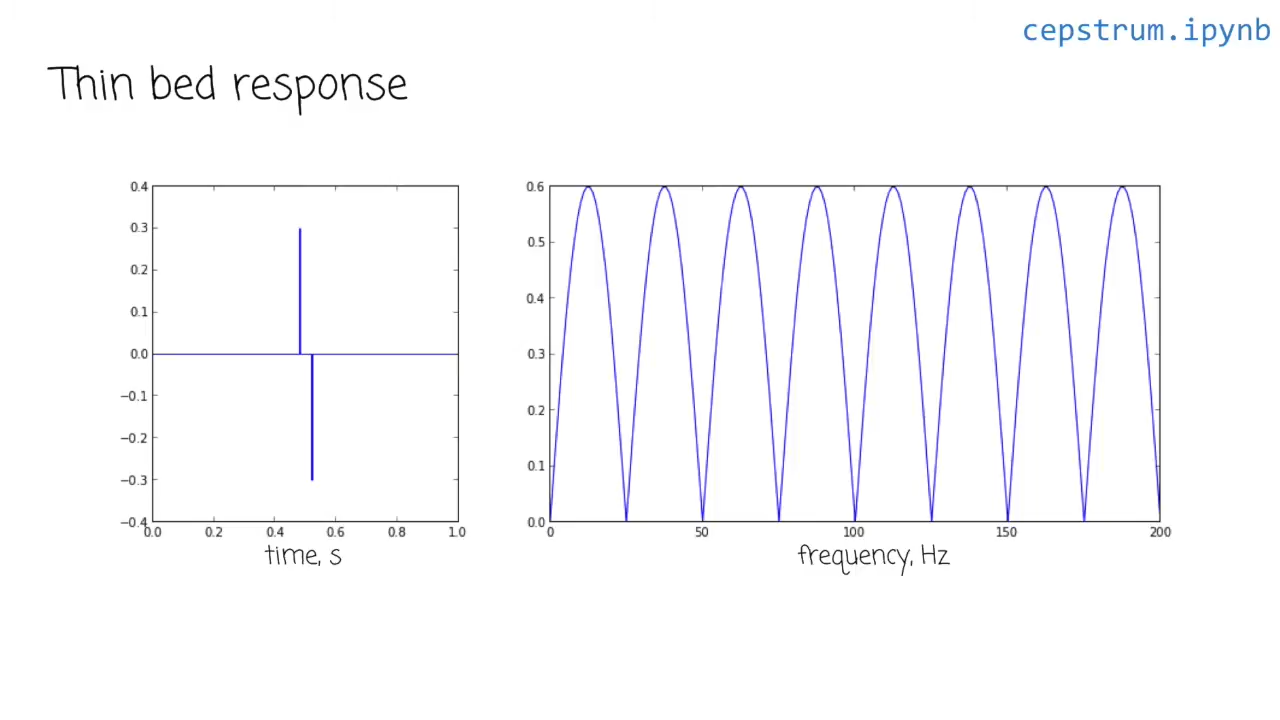 cepstrum.ipynb
Thin bed response
0.4
0.3
0.2
0.1
0.0
−0.1
−0.2
−0.3
−0.4
0.0 0.2 0.4 0.6 0.8 1.0
time, s
0.6
0.5
0.4
0.3
0.2
0.1
0.0
0 50 100 150 200
frequency, Hz